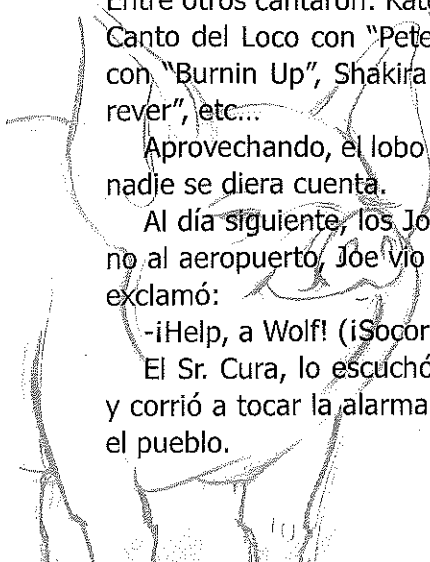 Entre otros cantaron: Kat
Canto del Loco con "Pete
con "Burnin Up", Shakira
rever", etc...
Aprovechando, el lobo
nadie se diera cuenta.
Al día siguiente, los Jo
no al aeropuerto, Joe vio
exclamó:
-¡Help, a Wolf! (¡Socor
El Sr. Cura, lo escuchó
y corrió a tocar la alarma
el pueblo.